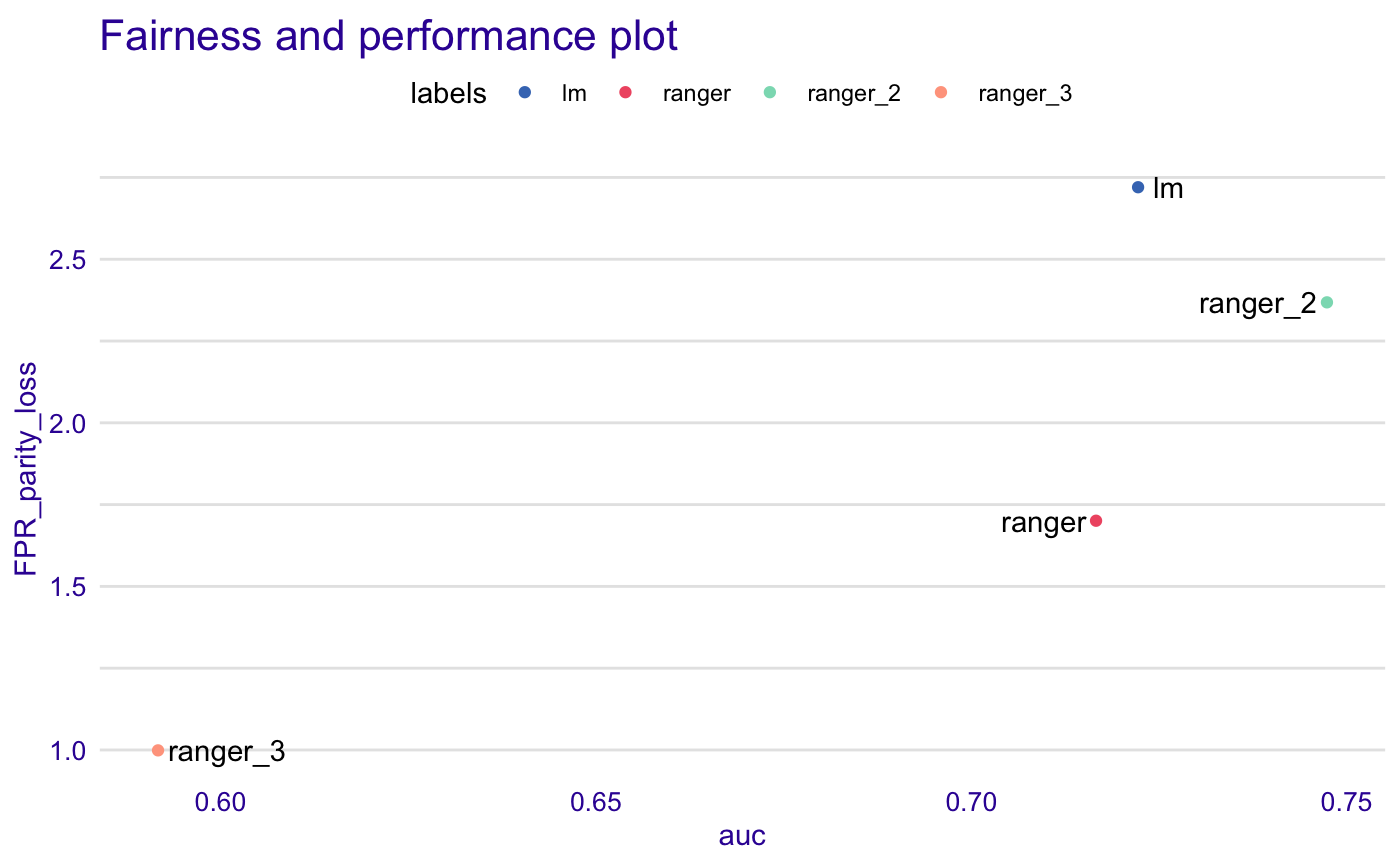 Fairness and performance plot
labels lm ranger ranger_2 ranger_3
lm
2.5
ranger_2
FPR_parity_loss
2.0
ranger
1.5
1.0
ranger_3
0.60 0.65 0.70 0.75
auc